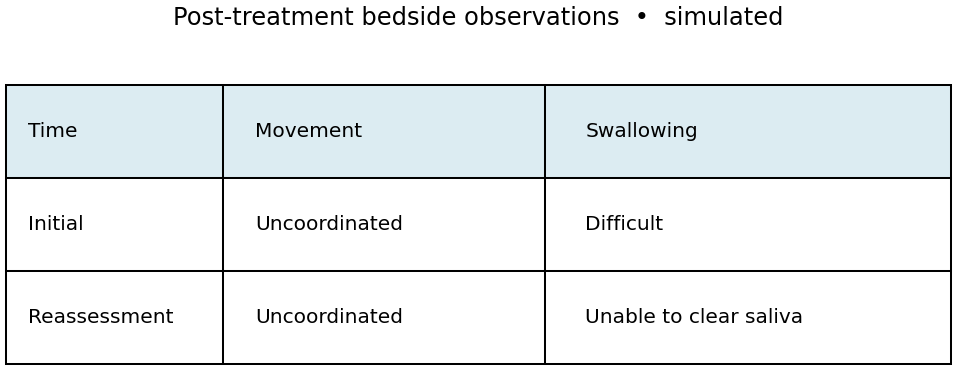 Post-treatment bedside observations • simulated
Time Movement Swallowing
Initial Uncoordinated Difficult
Reassessment Uncoordinated Unable to clear saliva